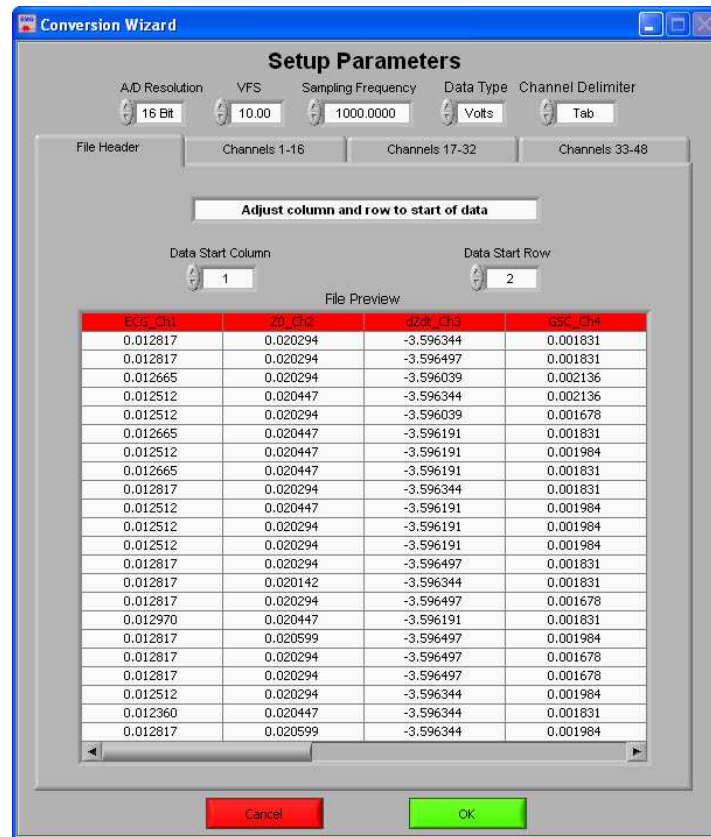 EMG
Conversion Wizard
Setup Parameters
A/D Resolution VFS Sampling Frequency Data Type Channel Delimiter
16 Bit 10.00 1000.0000 Volts Tab
File Header Channels 1-16 Channels 17-32 Channels 33-48
Adjust column and row to start of data
Data Start Column Data Start Row
1 2
File Preview
ECG_Ch1 Z0_Ch2 dZdt_Ch3 GSC_Ch4
0.012817 0.020294 -3.596344 0.001831
0.012817 0.020294 -3.596497 0.001831
0.012665 0.020294 -3.596039 0.002136
0.012512 0.020447 -3.596344 0.002136
0.012512 0.020294 -3.596039 0.001678
0.012665 0.020447 -3.596191 0.001831
0.012512 0.020447 -3.596191 0.001984
0.012665 0.020447 -3.596191 0.001831
0.012817 0.020294 -3.596344 0.001831
0.012512 0.020447 -3.596191 0.001984
0.012512 0.020294 -3.596191 0.001984
0.012512 0.020294 -3.596191 0.001984
0.012817 0.020294 -3.596497 0.001831
0.012817 0.020142 -3.596344 0.001831
0.012817 0.020294 -3.596497 0.001678
0.012970 0.020447 -3.596191 0.001831
0.012817 0.020599 -3.596497 0.001984
0.012817 0.020294 -3.596497 0.001678
0.012817 0.020294 -3.596497 0.001678
0.012512 0.020294 -3.596344 0.001984
0.012360 0.020447 -3.596344 0.001831
0.012817 0.020599 -3.596344 0.001984
Cancel OK